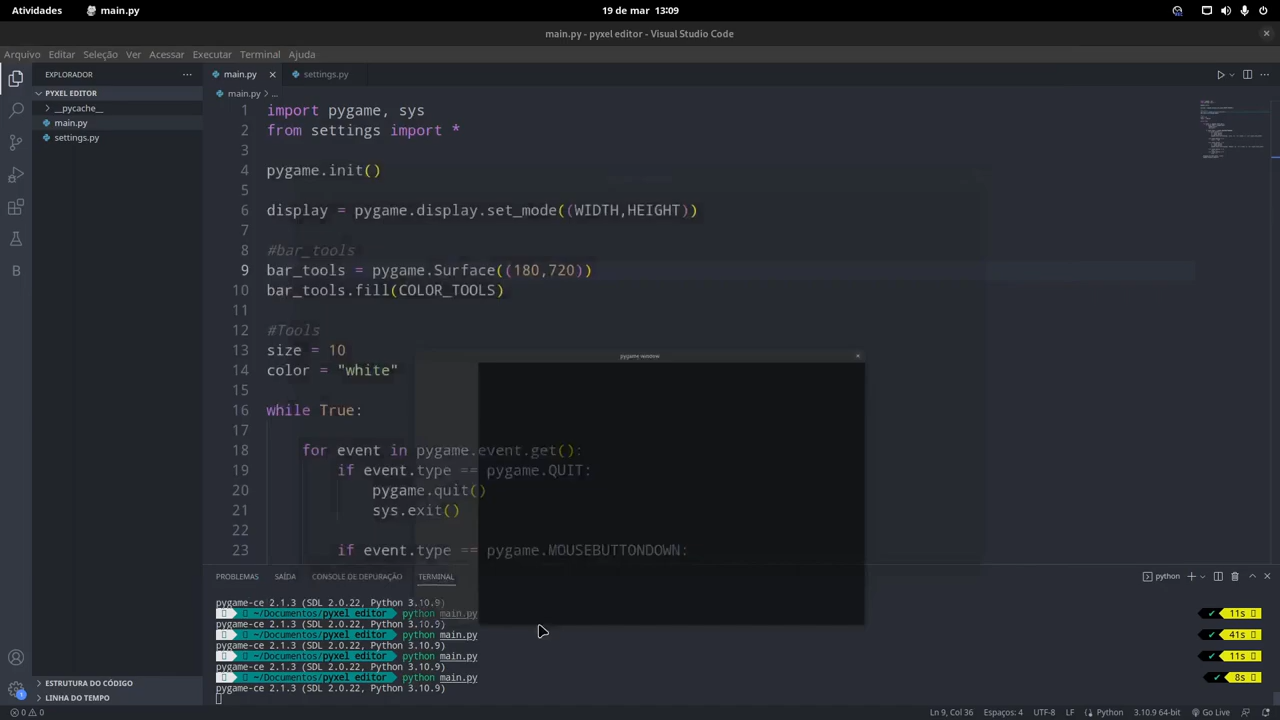 Atividades
main.py
19 de mar 13:09
main.py - pyxel editor - Visual Studio Code
Arquivo Editar Seleção Ver Acessar Executar Terminal Ajuda
EXPLORADOR
PYXEL EDITOR
__pycache__
main.py
settings.py
main.py
settings.py
main.py > ...
1 import pygame, sys
2 from settings import *
3
4 pygame.init()
5
6 display = pygame.display.set_mode((WIDTH,HEIGHT))
7
8 #bar_tools
9 bar_tools = pygame.Surface((180,720))
10 bar_tools.fill(COLOR_TOOLS)
11
12 #Tools
13 size = 10
14 color = "white"
15
16 while True:
17
18 for event in pygame.event.get():
19 if event.type == pygame.QUIT:
20 pygame.quit()
21 sys.exit()
22
23 if event.type == pygame.MOUSEBUTTONDOWN:
pygame window
PROBLEMAS SAÍDA CONSOLE DE DEPURAÇÃO TERMINAL
python
pygame-ce 2.1.3 (SDL 2.0.22, Python 3.10.9)
~/Documentos/pyxel editor python main.py ✔ 11s
pygame-ce 2.1.3 (SDL 2.0.22, Python 3.10.9)
~/Documentos/pyxel editor python main.py ✔ 41s
pygame-ce 2.1.3 (SDL 2.0.22, Python 3.10.9)
~/Documentos/pyxel editor python main.py ✔ 11s
pygame-ce 2.1.3 (SDL 2.0.22, Python 3.10.9)
~/Documentos/pyxel editor python main.py ✔ 8s
pygame-ce 2.1.3 (SDL 2.0.22, Python 3.10.9)
ESTRUTURA DO CÓDIGO
LINHA DO TEMPO
0 0
Ln 9, Col 36 Espaços: 4 UTF-8 LF Python 3.10.9 64-bit Go Live